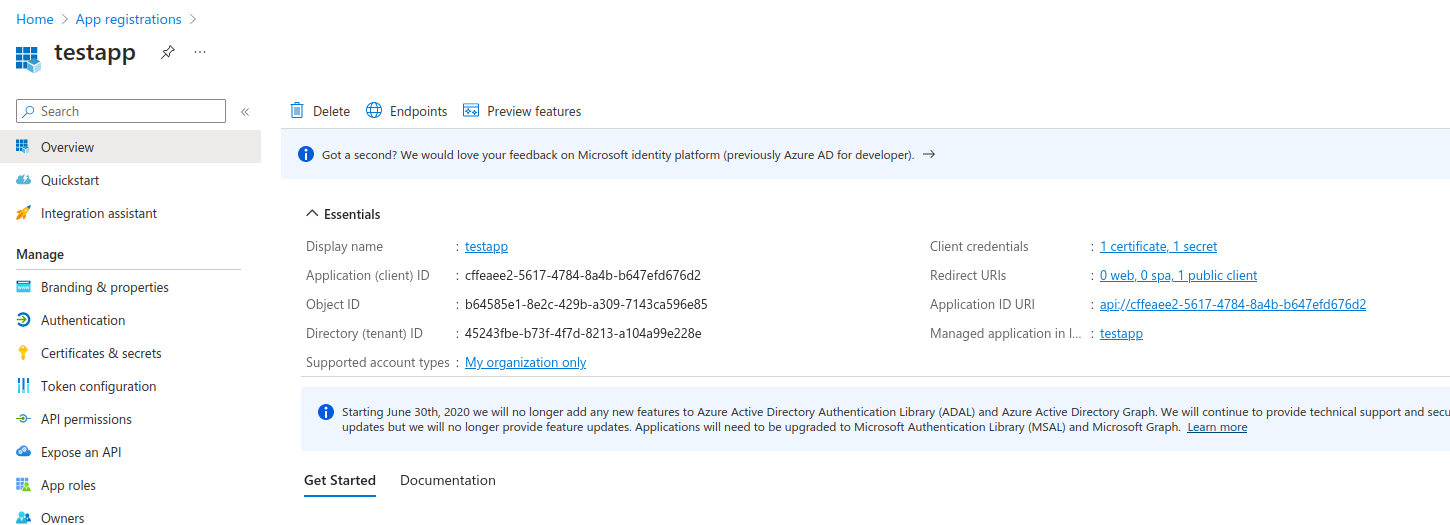 Home > App registrations >
testapp
Search
«
Overview
Quickstart
Integration assistant
Manage
Branding & properties
Authentication
Certificates & secrets
Token configuration
API permissions
Expose an API
App roles
Owners
Delete
Endpoints
Preview features
Got a second? We would love your feedback on Microsoft identity platform (previously Azure AD for developer). →
Essentials
Display name : testapp
Application (client) ID : cffeaee2-5617-4784-8a4b-b647efd676d2
Object ID : b64585e1-8e2c-429b-a309-7143ca596e85
Directory (tenant) ID : 45243fbe-b73f-4f7d-8213-a104a99e228e
Supported account types : My organization only
Client credentials : 1 certificate, 1 secret
Redirect URIs : 0 web, 0 spa, 1 public client
Application ID URI : api://cffeaee2-5617-4784-8a4b-b647efd676d2
Managed application in l... : testapp
Starting June 30th, 2020 we will no longer add any new features to Azure Active Directory Authentication Library (ADAL) and Azure Active Directory Graph. We will continue to provide technical support and secu
updates but we will no longer provide feature updates. Applications will need to be upgraded to Microsoft Authentication Library (MSAL) and Microsoft Graph. Learn more
Get Started
Documentation